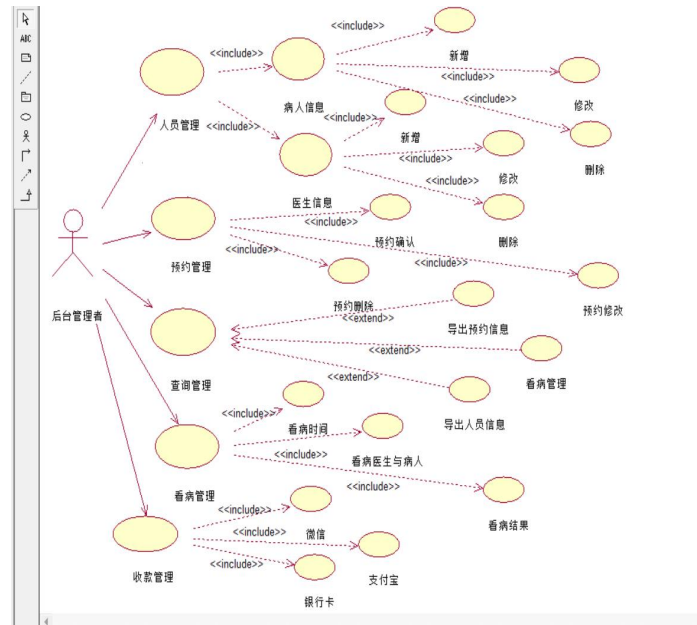 <<include>>
新增
ABC
<<include>>
<<include>>
<<include>>
病人信息
修改
人员管理
<<include>>
<<include>>
<<include>>
新增
<<include>>
修改
删除
<<include>>
医生信息
<<include>>
预约确认
删除
预约管理
<<include>>
<<include>>
后台管理者
预约删除
<<extend>>
导出预约信息
预约修改
<<extend>>
查询管理
<<extend>>
看病管理
<<include>>
看病时间
导出人员信息
<<include>>
看病医生与病人
看病管理
<<include>>
看病结果
<<include>>
微信
<<include>>
<<include>>
收款管理
支付宝
银行卡